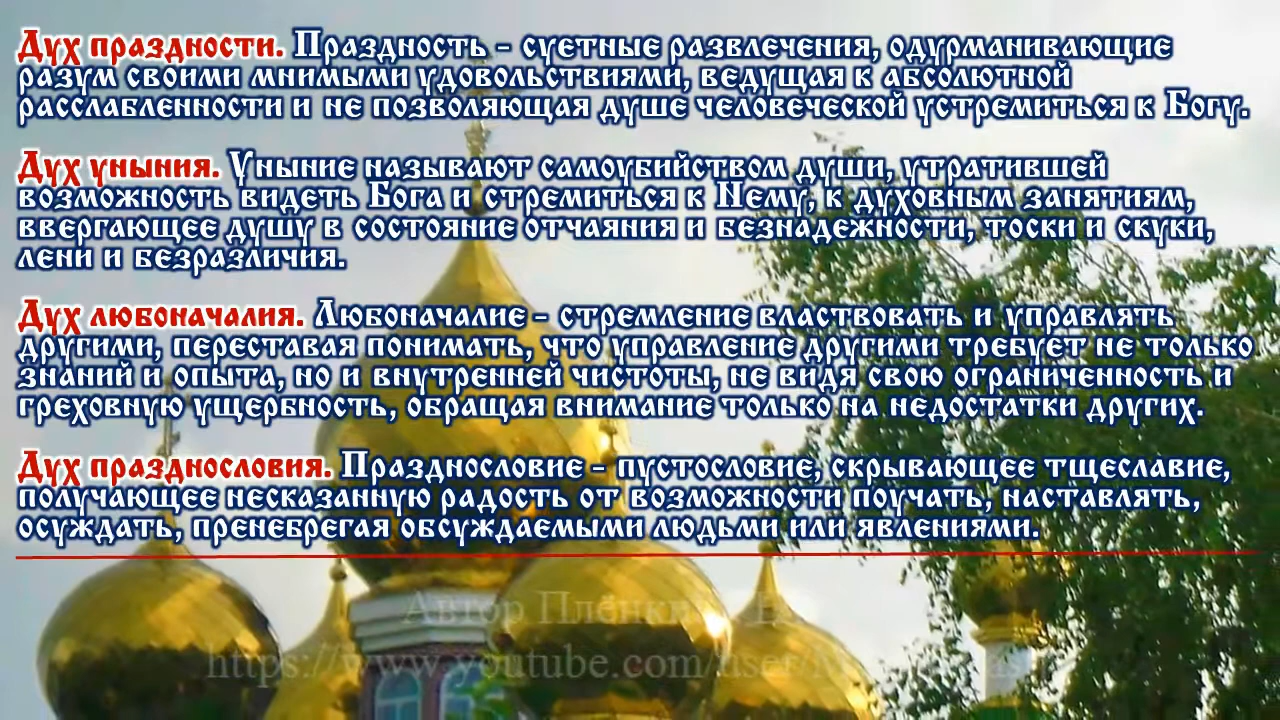 Дух праздности. Праздность - суетные развлечения, одурманивающие
разум своими мнимыми удовольствиями, ведущая к абсолютной
расслабленности и не позволяющая душе человеческой устремиться к Богу.
Дух уныния. Уныние называют самоубийством души, утратившей
возможность видеть Бога и стремиться к Нему, к духовным занятиям,
ввергающее душу в состояние отчаяния и безнадежности, тоски и скуки,
лени и безразличия.
Дух любоначалия. Любоначалие - стремление властвовать и управлять
другими, переставая понимать, что управление другими требует не только
знаний и опыта, но и внутренней чистоты, не видя свою ограниченность и
греховную ущербность, обращая внимание только на недостатки других.
Дух празднословия. Празднословие - пустословие, скрывающее тщеславие,
получающее несказанную радость от возможности поучать, наставлять,
осуждать, пренебрегая обсуждаемыми людьми или явлениями.
Автор
https://www.youtube.com/user/